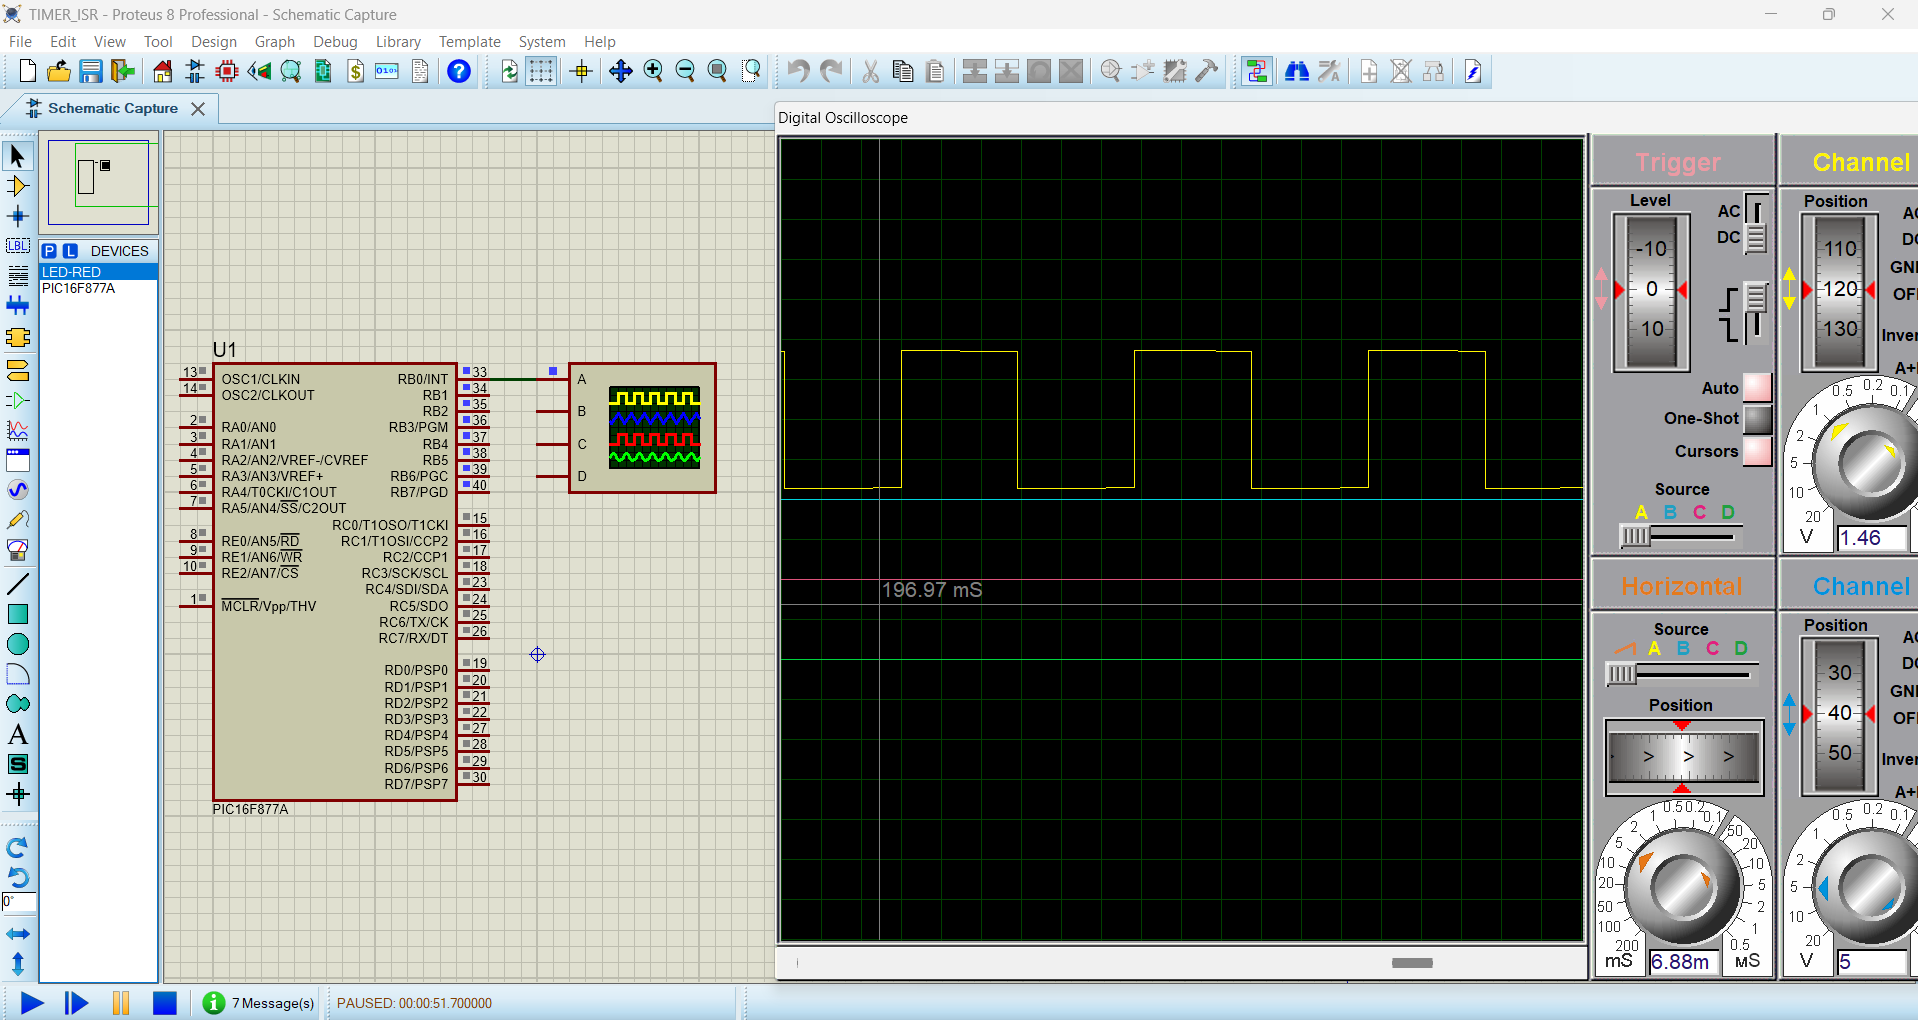 TIMER_ISR - Proteus 8 Professional - Schematic Capture
File Edit View Tool Design Graph Debug Library Template System Help
Schematic Capture
P L DEVICES
LED-RED
PIC16F877A
LBL
A
S
0°
U1
13 OSC1/CLKIN
14 OSC2/CLKOUT
2 RA0/AN0
3 RA1/AN1
4 RA2/AN2/VREF-/CVREF
5 RA3/AN3/VREF+
6 RA4/T0CKI/C1OUT
7 RA5/AN4/SS/C2OUT
8 RE0/AN5/RD
9 RE1/AN6/WR
10 RE2/AN7/CS
1 MCLR/Vpp/THV
RB0/INT 33
RB1 34
RB2 35
RB3/PGM 36
RB4 37
RB5 38
RB6/PGC 39
RB7/PGD 40
RC0/T1OSO/T1CKI 15
RC1/T1OSI/CCP2 16
RC2/CCP1 17
RC3/SCK/SCL 18
RC4/SDI/SDA 23
RC5/SDO 24
RC6/TX/CK 25
RC7/RX/DT 26
RD0/PSP0 19
RD1/PSP1 20
RD2/PSP2 21
RD3/PSP3 22
RD4/PSP4 27
RD5/PSP5 28
RD6/PSP6 29
RD7/PSP7 30
PIC16F877A
A
B
C
D
Digital Oscilloscope
196.97 mS
Trigger
Level
-10
0
10
AC
DC
Auto
One-Shot
Cursors
Source
A B C D
Horizontal
Source
A B C D
Position
> > >
200 100 50 20 10 5 2 1 0.5 0.2 0.1 50 20 10 5 2 1 0.5
mS 6.88m µS
Channel
Position
110
120
130
AC
DC
GND
OFF
Inver
A+
20 10 5 2 1 0.5 0.2 0.1
V 1.46
Channel
Position
30
40
50
AC
DC
GND
OFF
Inver
A+
20 10 5 2 1 0.5 0.2 0.1
V 5
7 Message(s)
PAUSED: 00:00:51.700000